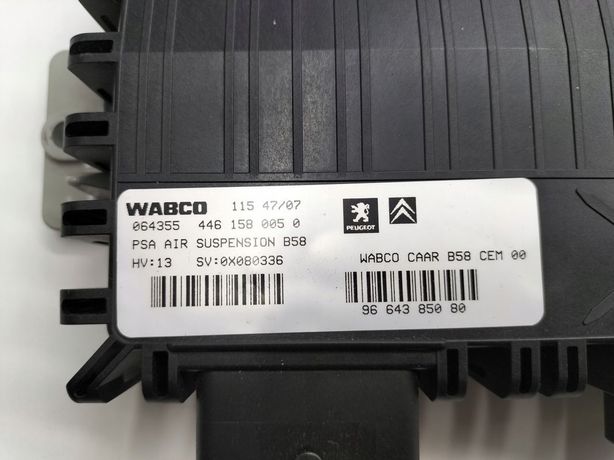 WABCO 115 47/07
064355 446 158 005 0
PSA AIR SUSPENSION B58
HV:13 SV:0X080336
PEUGEOT
WABCO CAAR B58 CEM 00
96 643 850 80